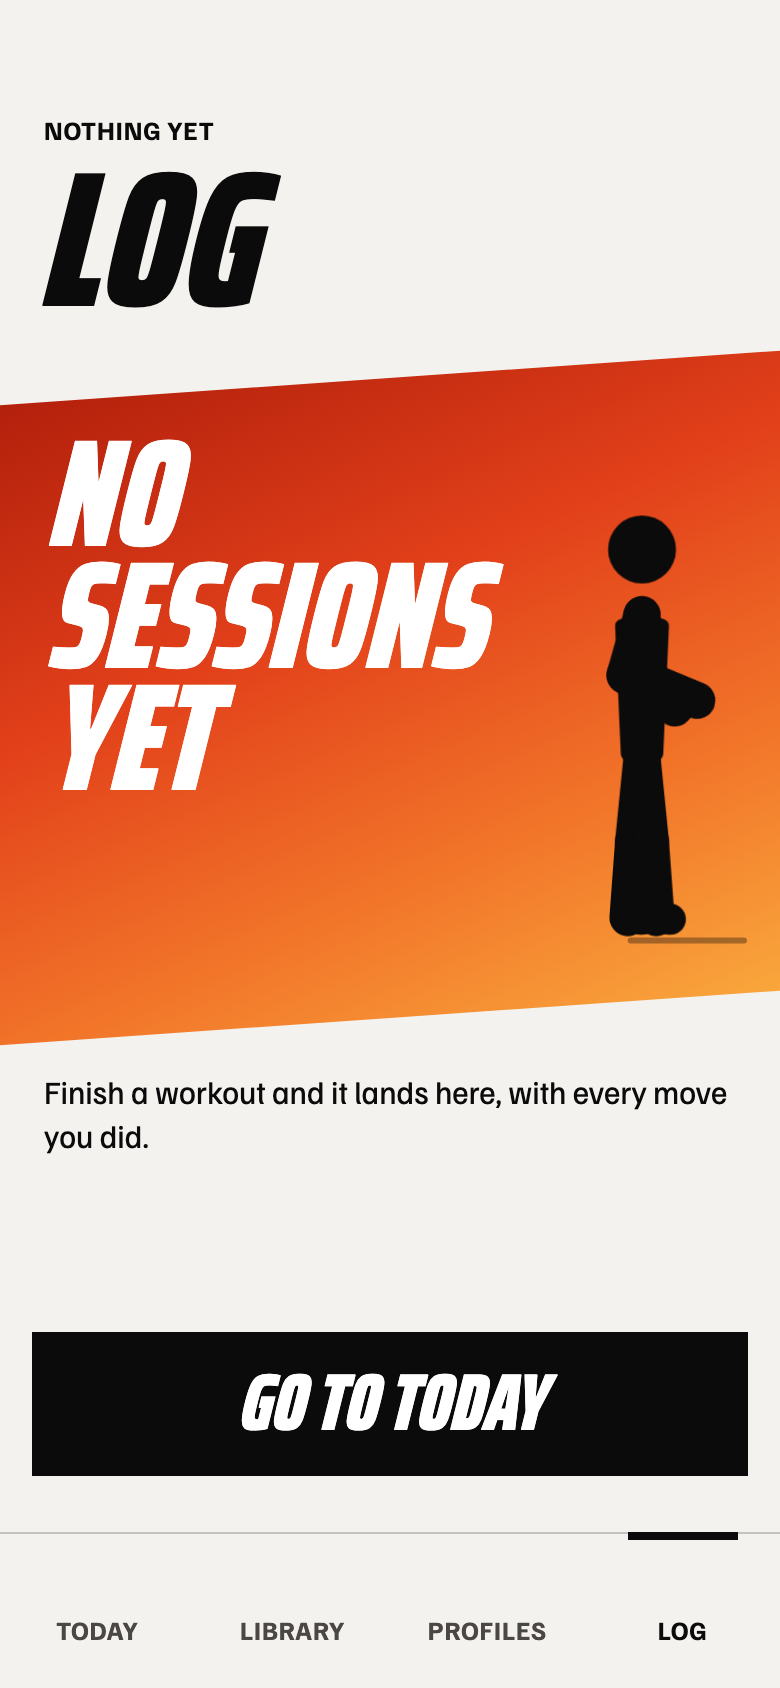 NOTHING YET
LOG
NO
SESSIONS
YET
Finish a workout and it lands here, with every move
you did.
GO TO TODAY
TODAY LIBRARY PROFILES LOG